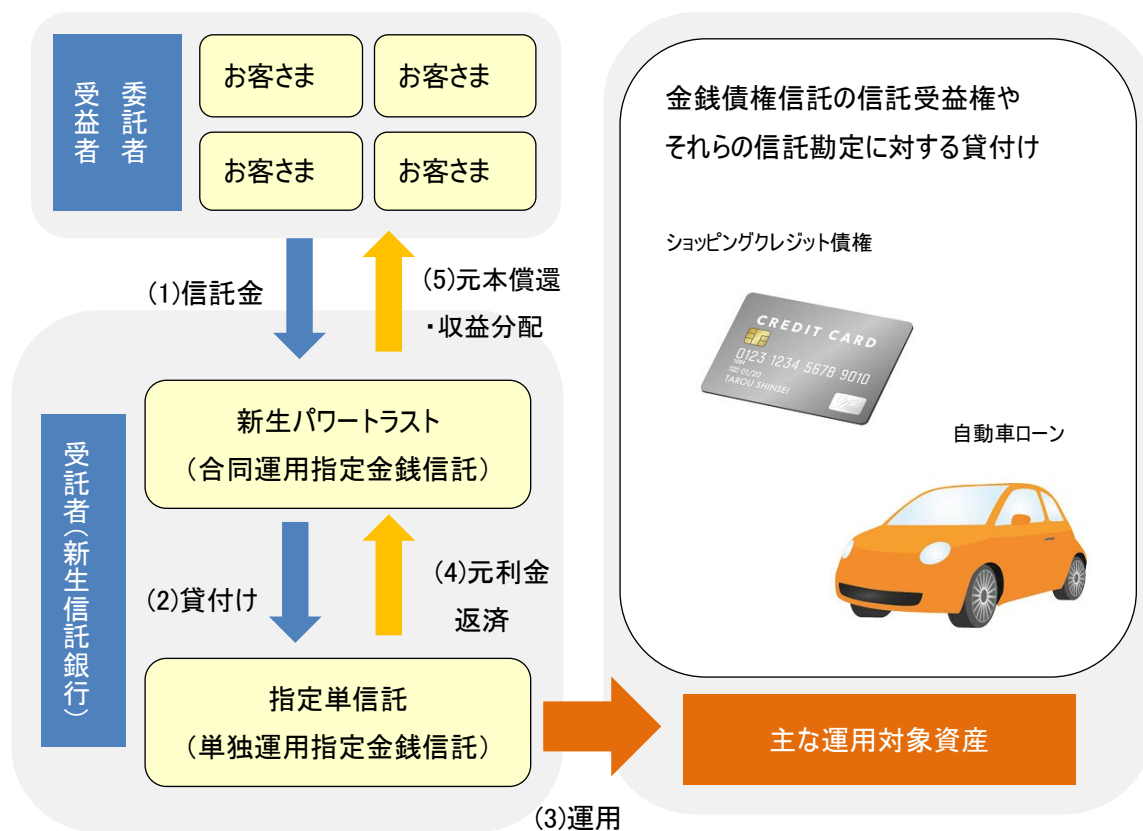 委託者
受益者
お客さま
お客さま
お客さま
お客さま
(1)信託金
(5)元本償還
・収益分配
受託者(新生信託銀行)
新生パワートラスト
(合同運用指定金銭信託)
(2)貸付け
(4)元利金
返済
指定単信託
(単独運用指定金銭信託)
(3)運用
金銭債権信託の信託受益権や
それらの信託勘定に対する貸付け
ショッピングクレジット債権
CREDIT CARD
0123 1234 5678 9010
01/20
TAROU SHINSEI
自動車ローン
主な運用対象資産